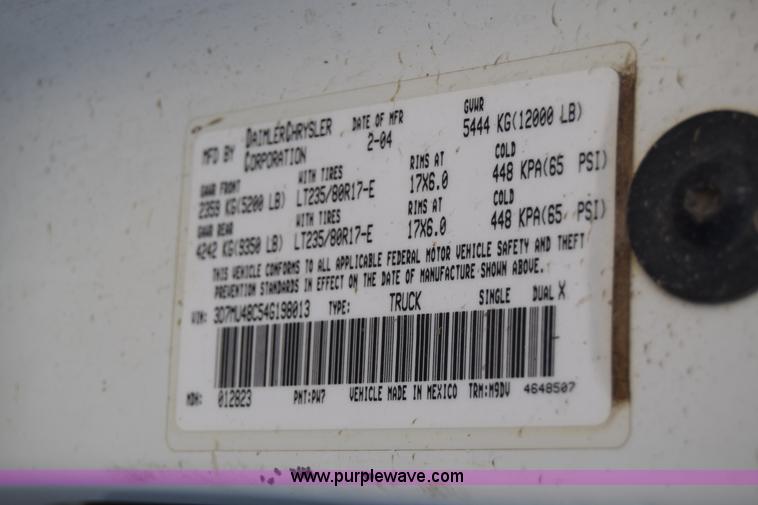 MFD BY DAIMLERCHRYSLER CORPORATION DATE OF MFR 2-04 GVWR 5444 KG(12000 LB)
GAWR FRONT WITH TIRES RIMS AT COLD
2359 KG(5200 LB) LT235/80R17-E 17X6.0 448 KPA(65 PSI)
GAWR REAR WITH TIRES RIMS AT COLD
4242 KG(9350 LB) LT235/80R17-E 17X6.0 448 KPA(65 PSI)
THIS VEHICLE CONFORMS TO ALL APPLICABLE FEDERAL MOTOR VEHICLE SAFETY AND THEFT
PREVENTION STANDARDS IN EFFECT ON THE DATE OF MANUFACTURE SHOWN ABOVE.
VIN: 3D7MU48C54G198013 TYPE: TRUCK SINGLE DUAL X
MDH: 012823 PNT:PW7 VEHICLE MADE IN MEXICO TRM:M9DV 4648507
www.purplewave.com